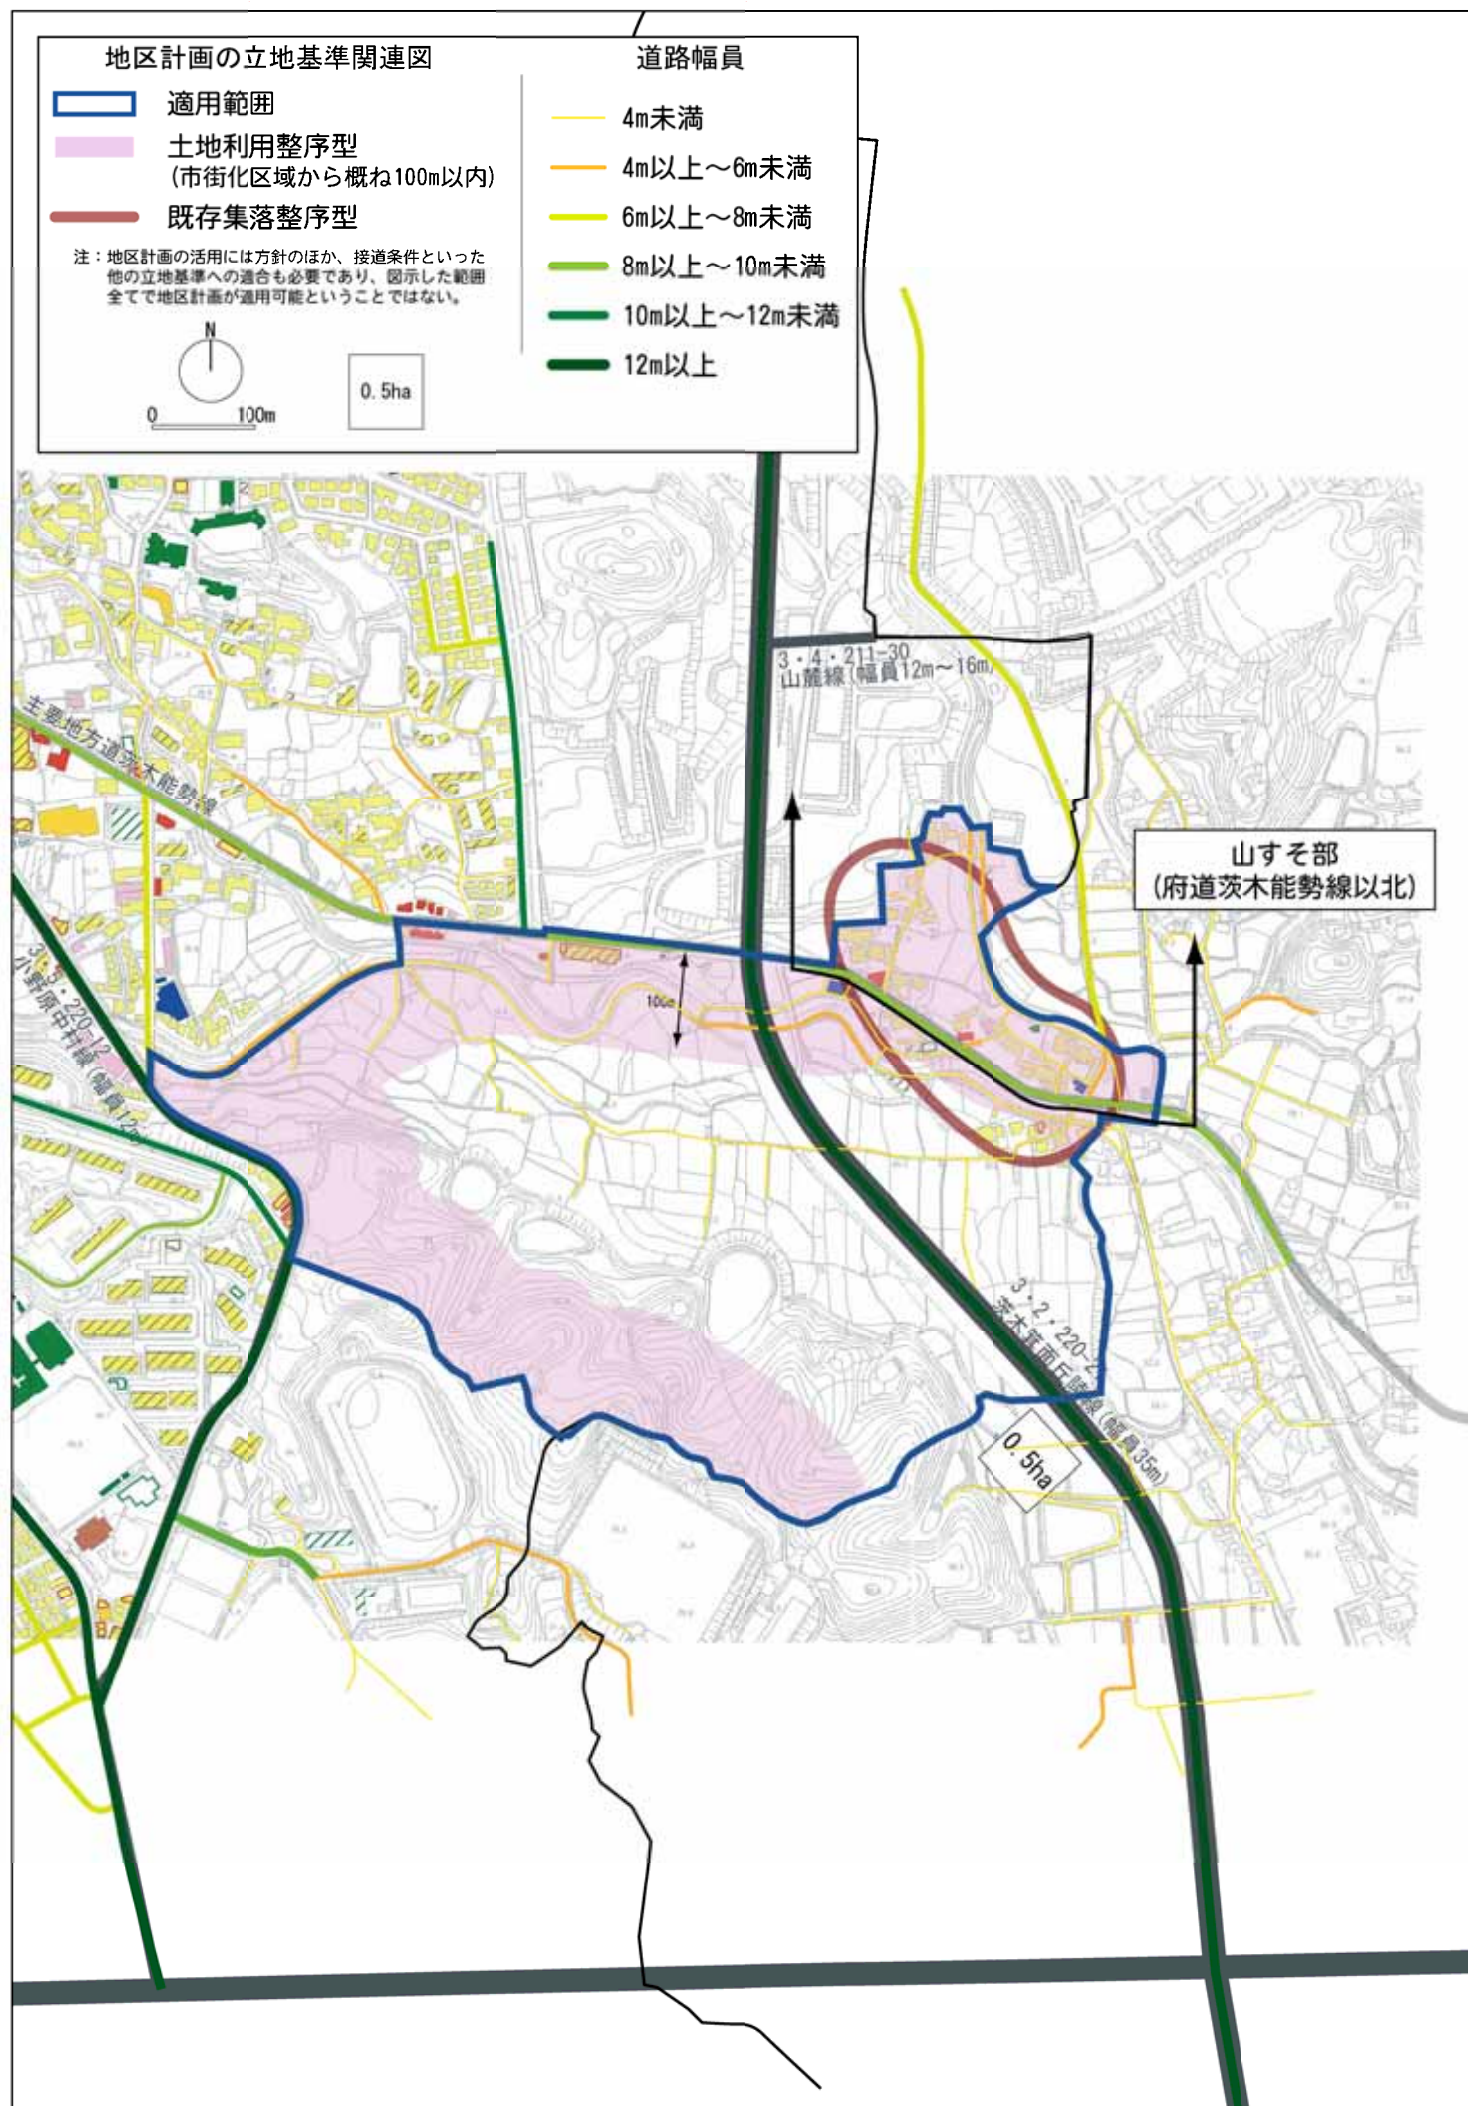 地区計画の立地基準関連図
適用範囲
土地利用整序型
(市街化区域から概ね100m以内)
既存集落整序型
注：地区計画の活用には方針のほか、接道条件といった
他の立地基準への適合も必要であり、図示した範囲
全てで地区計画が適用可能ということではない。
N
0 100m
0.5ha
道路幅員
4m未満
4m以上～6m未満
6m以上～8m未満
8m以上～10m未満
10m以上～12m未満
12m以上
3・4・211-30
山麓線(幅員12m～16m)
主要地方道茨木能勢線
山すそ部
(府道茨木能勢線以北)
3・3・220-12
小野原中村線(幅員12m)
100m
3・2・220-2
茨木箕面丘陵線(幅員35m)
0.5ha